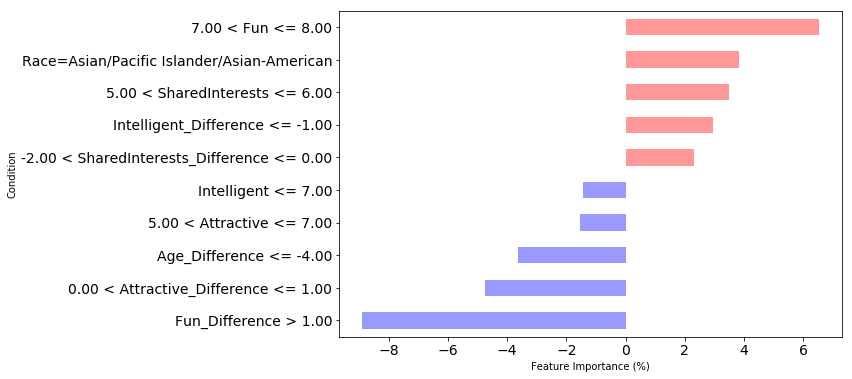 7.00 < Fun <= 8.00
Race=Asian/Pacific Islander/Asian-American
5.00 < SharedInterests <= 6.00
Intelligent_Difference <= -1.00
-2.00 < SharedInterests_Difference <= 0.00
Intelligent <= 7.00
5.00 < Attractive <= 7.00
Age_Difference <= -4.00
0.00 < Attractive_Difference <= 1.00
Fun_Difference > 1.00
Condition
−8 −6 −4 −2 0 2 4 6
Feature Importance (%)